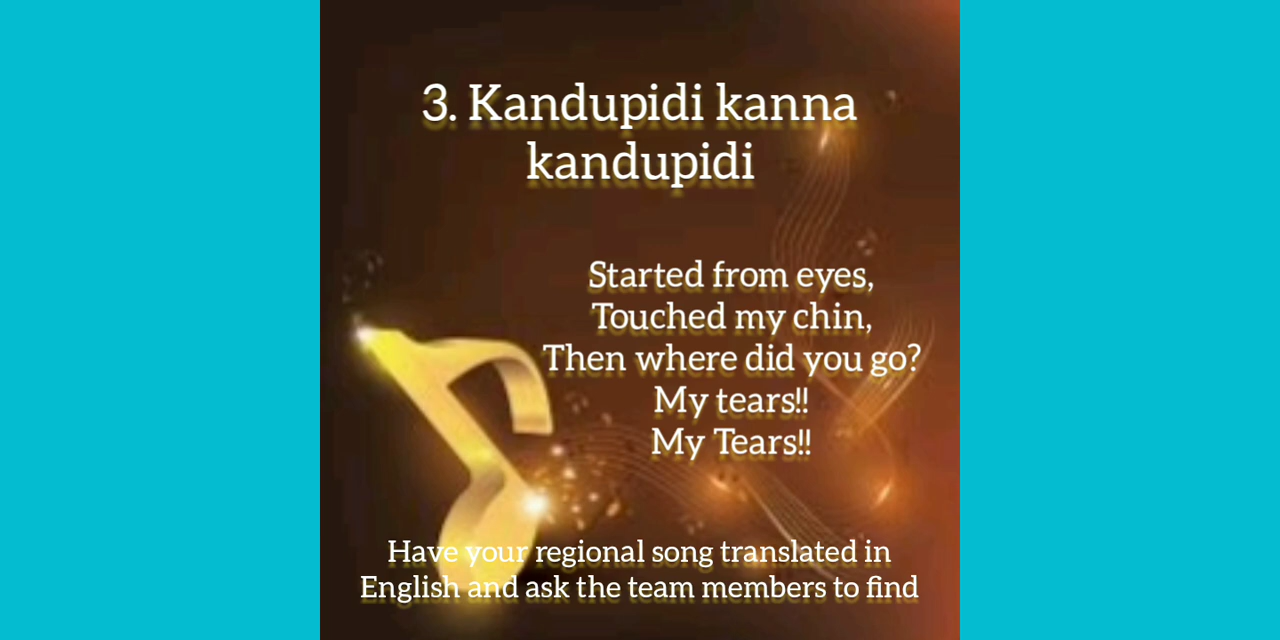 3. Kandupidi kanna
kandupidi
Started from eyes,
Touched my chin,
Then where did you go?
My tears!!
My Tears!!
Have your regional song translated in
English and ask the team members to find